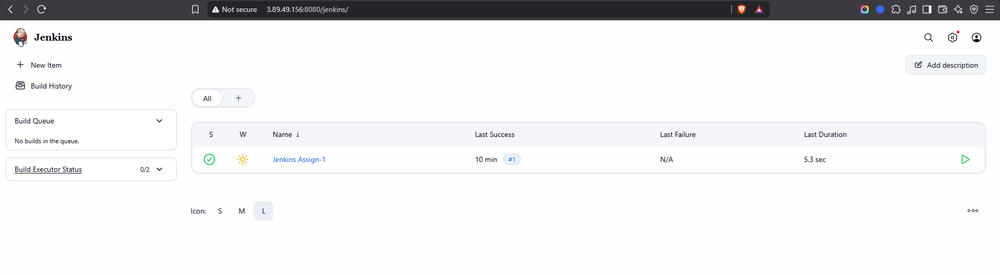 Not secure 3.89.49.156:8080/jenkins/
Jenkins
New Item
Add description
Build History
All
Build Queue
No builds in the queue.
Build Executor Status 0/2
S W Name ↓ Last Success Last Failure Last Duration
Jenkins Assign-1 10 min #1 N/A 5.3 sec
Icon: S M L